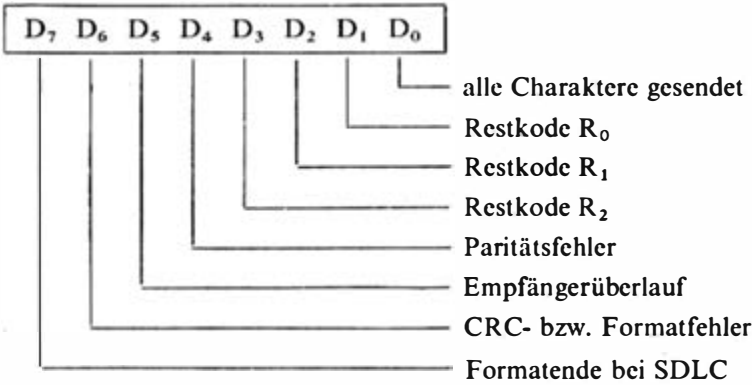 D₇ D₆ D₅ D₄ D₃ D₂ D₁ D₀
alle Charaktere gesendet
Restkode R₀
Restkode R₁
Restkode R₂
Paritätsfehler
Empfängerüberlauf
CRC- bzw. Formatfehler
Formatende bei SDLC